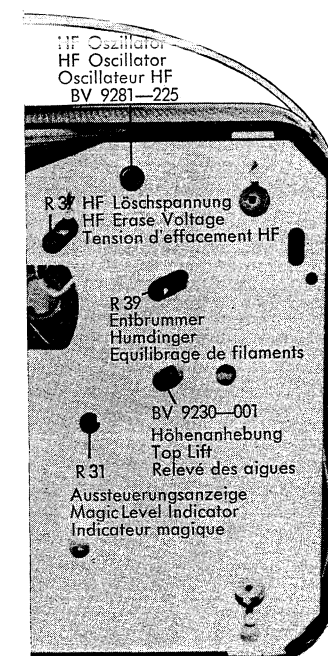 HF Oszillator
HF Oscillator
Oscillateur HF
BV 9281—225
HF Löschspannung
HF Erase Voltage
Tension d'effacement HF
R 39
Entbrummer
Humdinger
Equilibrage de filaments
BV 9230—001
Höhenanhebung
Top Lift
Relevé des aigues
R 31
Aussteuerungsanzeige
Magic Level Indicator
Indicateur magique